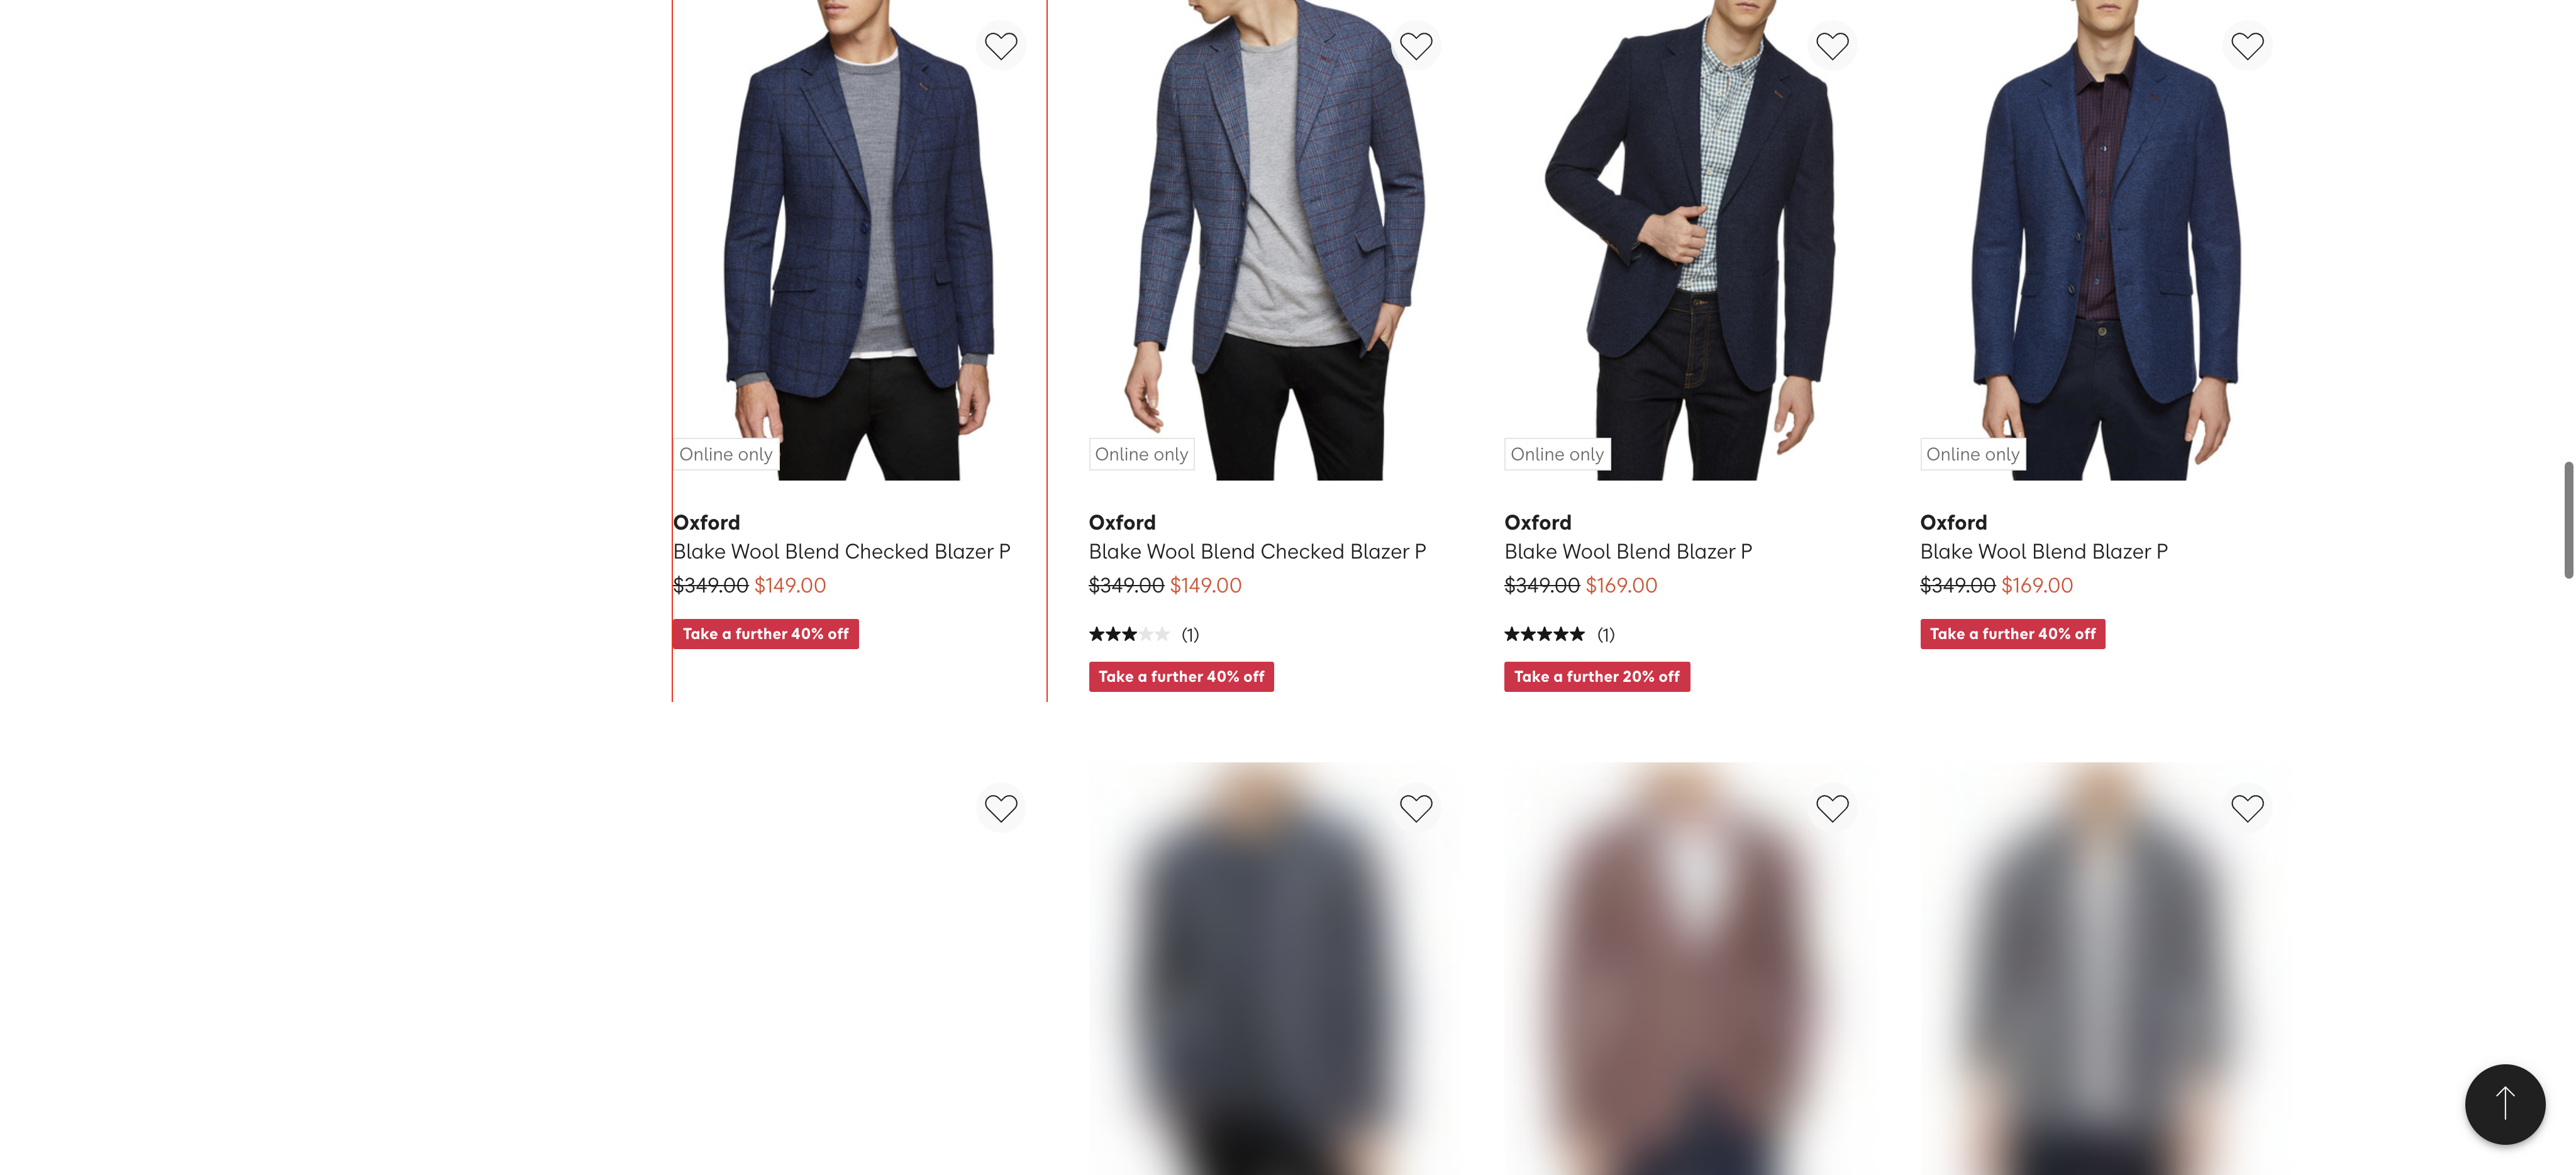 Online only
Oxford
Blake Wool Blend Checked Blazer P
$349.00 $149.00
Take a further 40% off
Online only
Oxford
Blake Wool Blend Checked Blazer P
$349.00 $149.00
(1)
Take a further 40% off
Online only
Oxford
Blake Wool Blend Blazer P
$349.00 $169.00
(1)
Take a further 20% off
Online only
Oxford
Blake Wool Blend Blazer P
$349.00 $169.00
Take a further 40% off